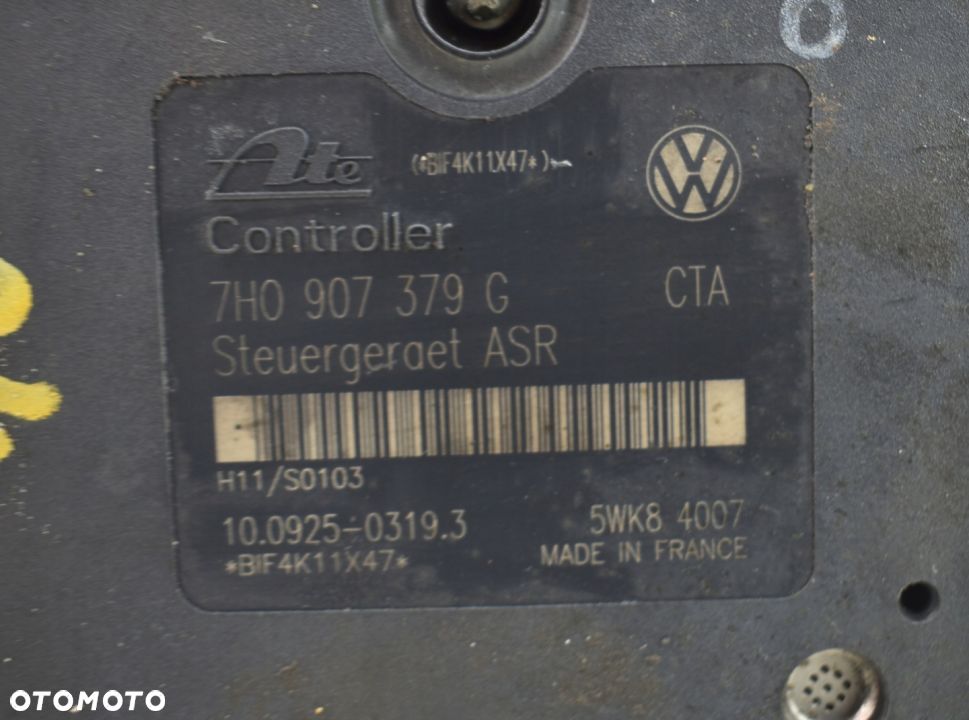 0
Ate (*BIF4K11X47*)
Controller
7H0 907 379 G CTA
Steuergeraet ASR
H11/S0103
10.0925-0319.3 5WK8 4007
*BIF4K11X47* MADE IN FRANCE
OTOMOTO